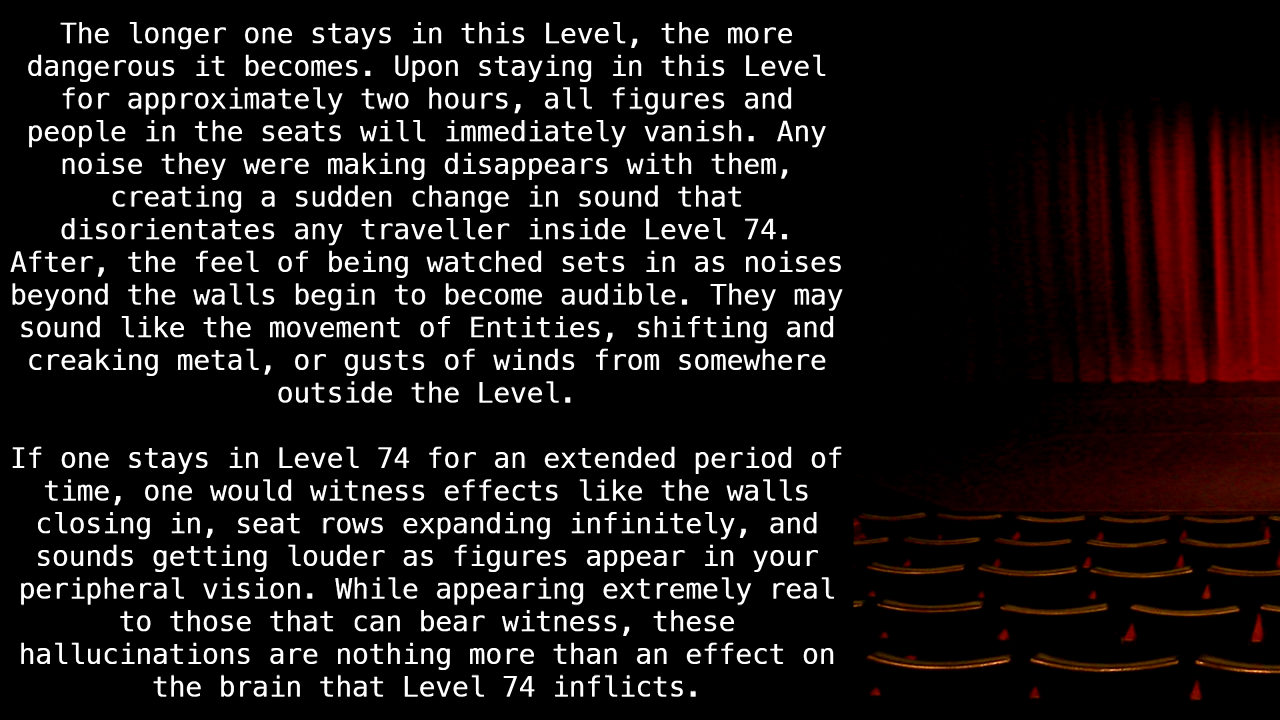 The longer one stays in this Level, the more
dangerous it becomes. Upon staying in this Level
for approximately two hours, all figures and
people in the seats will immediately vanish. Any
noise they were making disappears with them,
creating a sudden change in sound that
disorientates any traveller inside Level 74.
After, the feel of being watched sets in as noises
beyond the walls begin to become audible. They may
sound like the movement of Entities, shifting and
creaking metal, or gusts of winds from somewhere
outside the Level.
If one stays in Level 74 for an extended period of
time, one would witness effects like the walls
closing in, seat rows expanding infinitely, and
sounds getting louder as figures appear in your
peripheral vision. While appearing extremely real
to those that can bear witness, these
hallucinations are nothing more than an effect on
the brain that Level 74 inflicts.